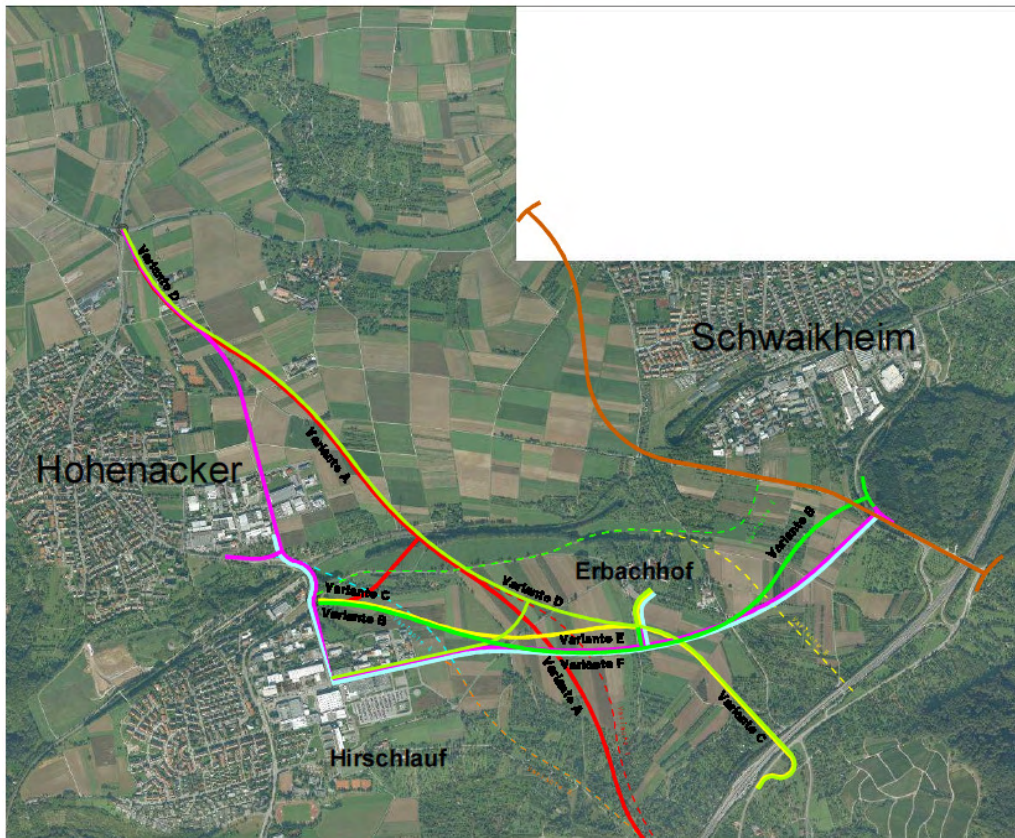 Variante D
Schwaikheim
Hohenacker
Variante A
Variante B
Erbachhof
Variante C
Variante D
Variante B
Variante E
Variante F
Variante A
Variante C
Hirschlauf